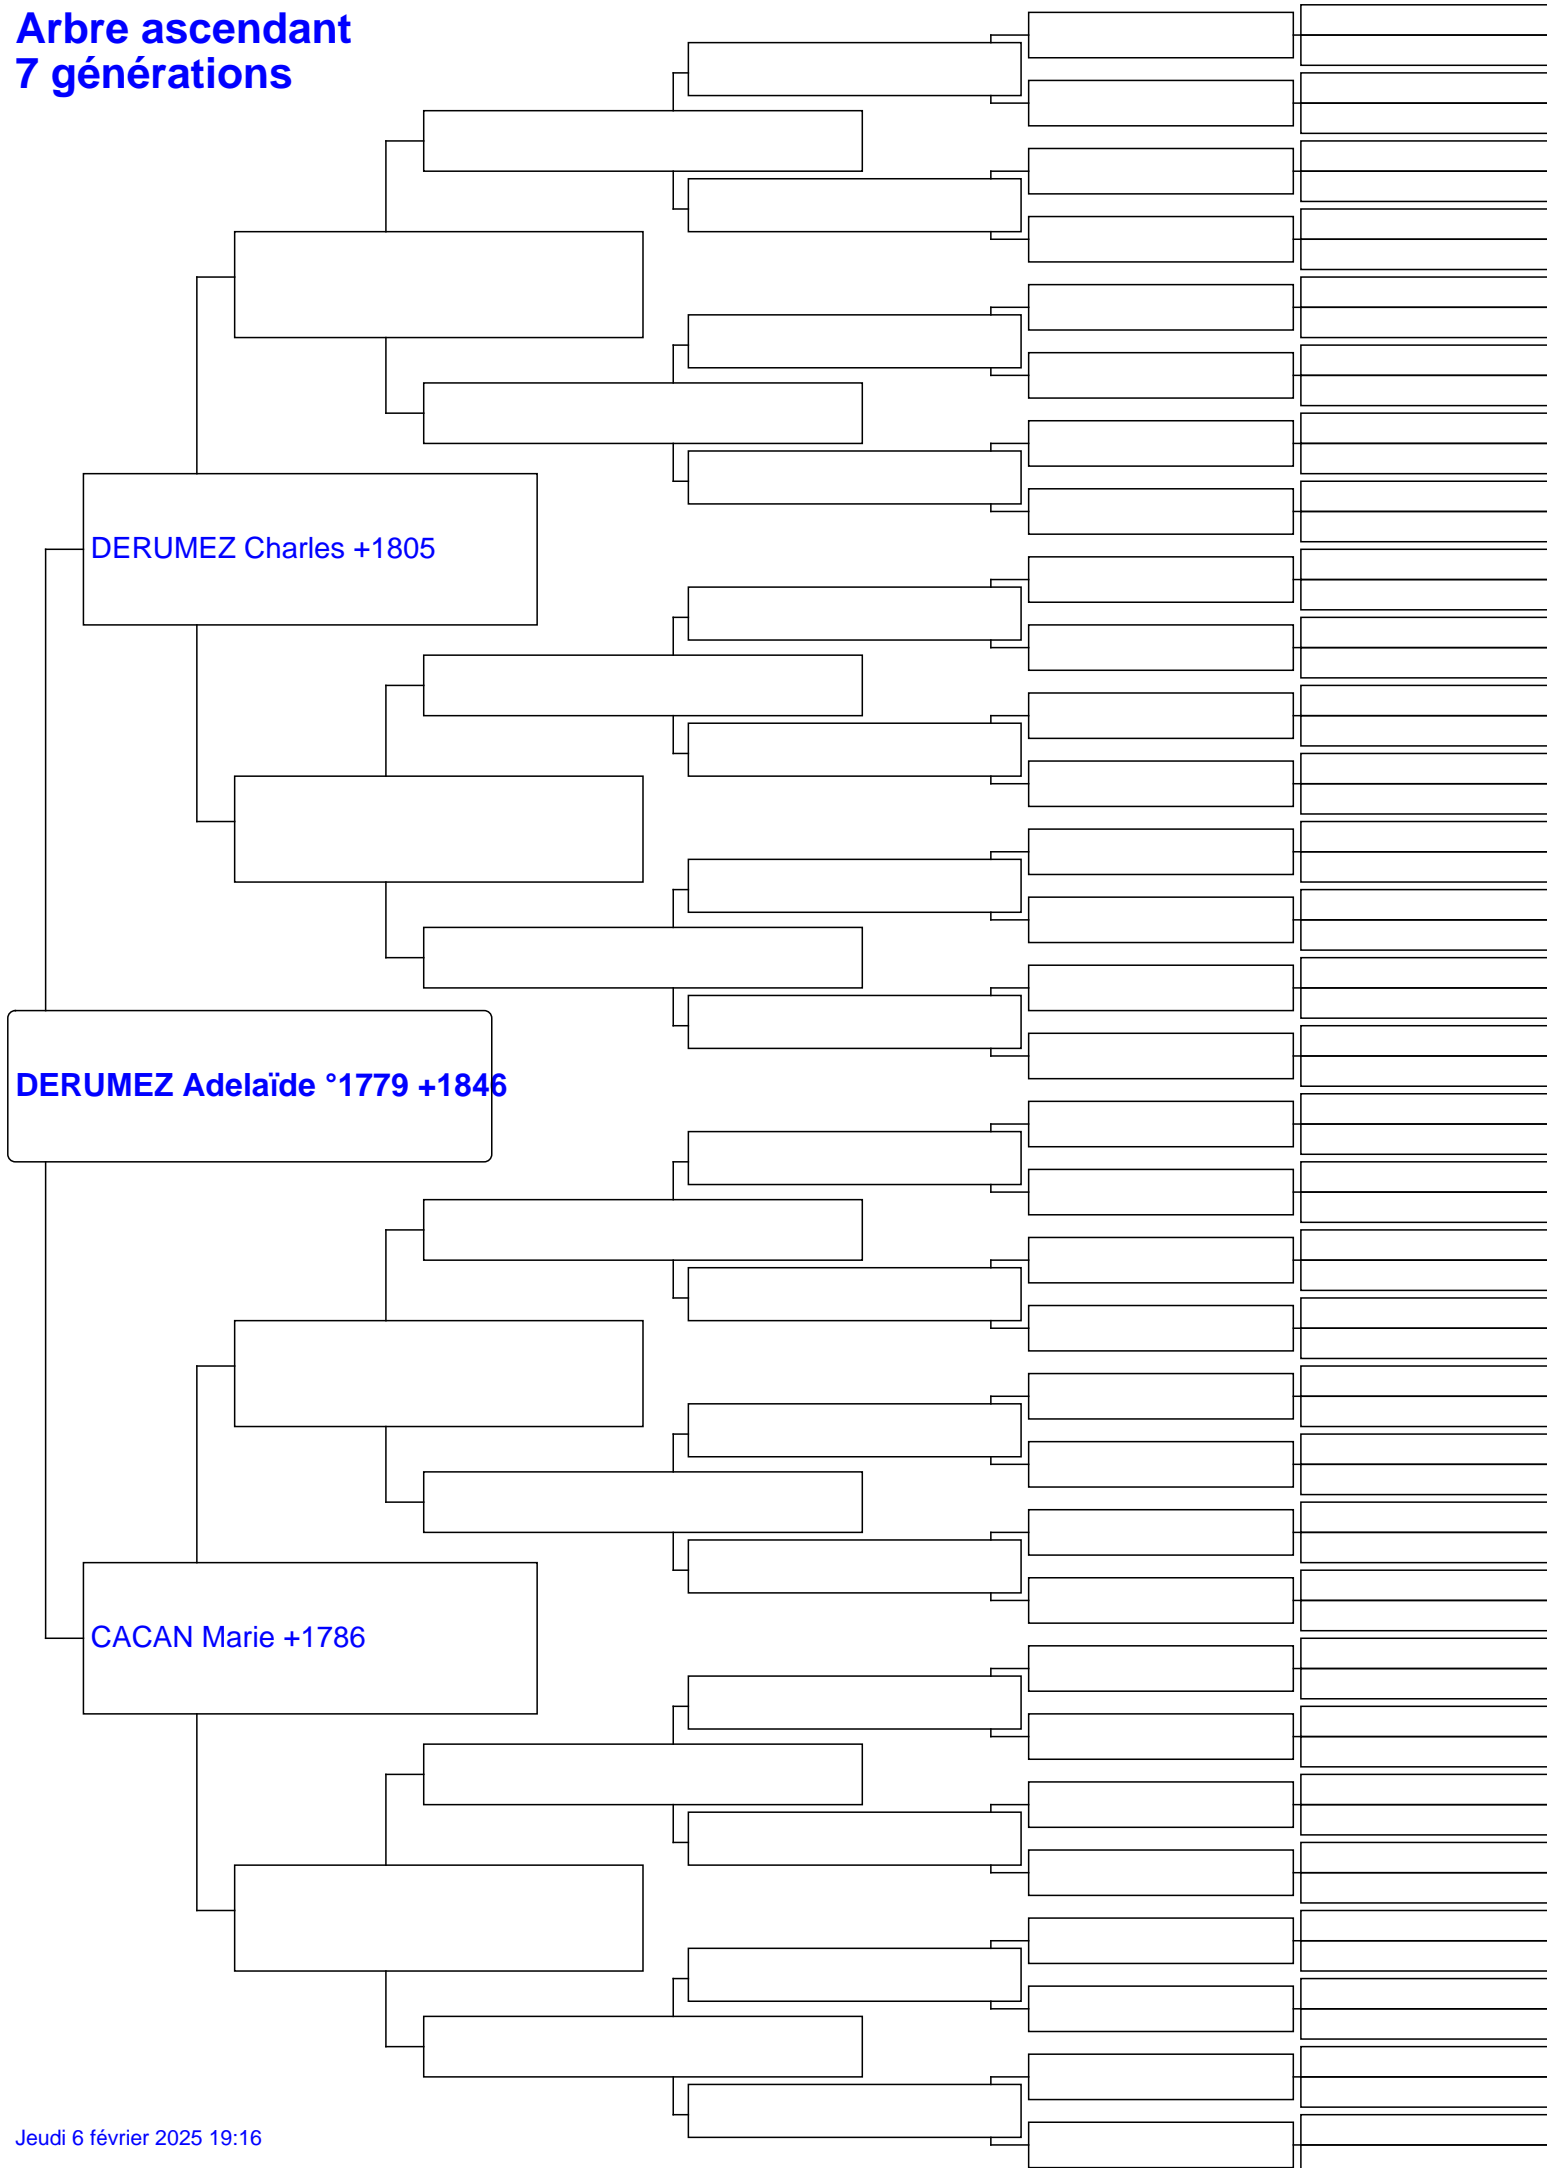 Arbre ascendant
7 générations
DERUMEZ Charles +1805
DERUMEZ Adelaïde °1779 +1846
CACAN Marie +1786
Jeudi 6 février 2025 19:16